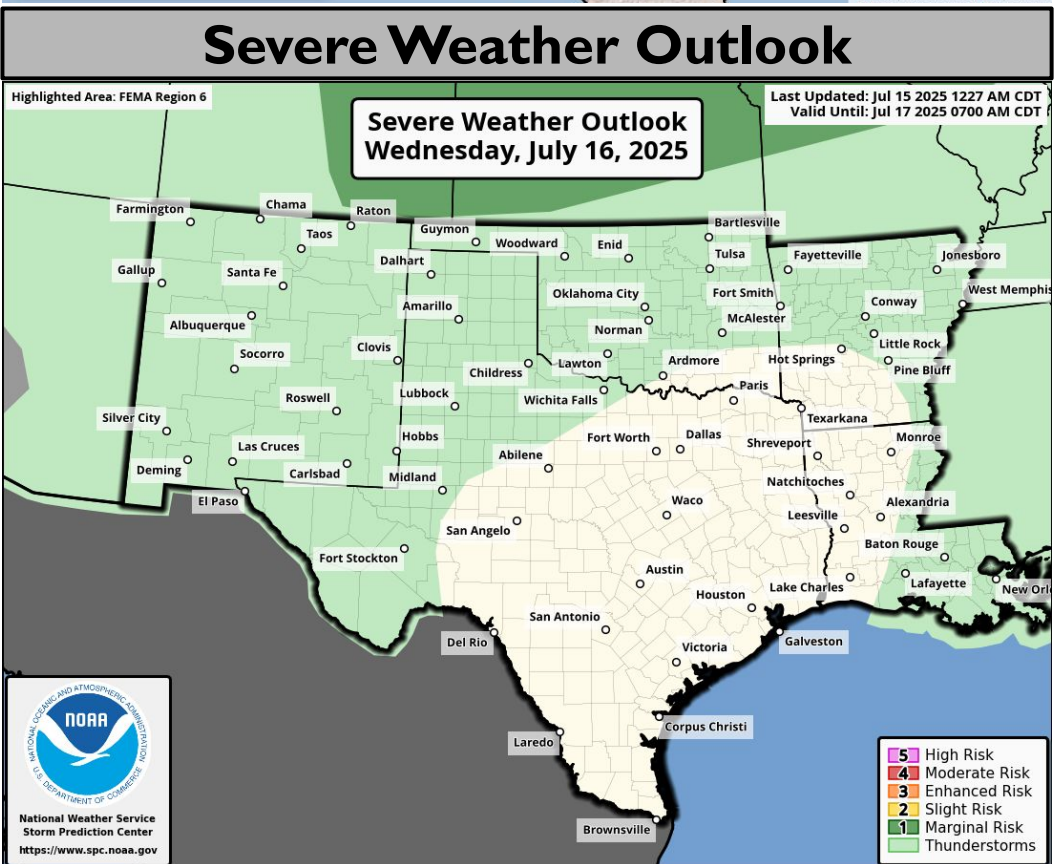 Severe Weather Outlook
Highlighted Area: FEMA Region 6
Severe Weather Outlook
Wednesday, July 16, 2025
Last Updated: Jul 15 2025 1227 AM CDT
Valid Until: Jul 17 2025 0700 AM CDT
Farmington
Chama
Raton
Taos
Guymon
Woodward
Enid
Bartlesville
Gallup
Santa Fe
Dalhart
Tulsa
Fayetteville
Jonesboro
Albuquerque
Amarillo
Oklahoma City
Fort Smith
Conway
West Memphis
Norman
McAlester
Little Rock
Socorro
Clovis
Childress
Lawton
Ardmore
Hot Springs
Pine Bluff
Roswell
Lubbock
Wichita Falls
Paris
Texarkana
Silver City
Las Cruces
Hobbs
Fort Worth
Dallas
Shreveport
Monroe
Deming
Carlsbad
Midland
Abilene
Natchitoches
El Paso
San Angelo
Waco
Leesville
Alexandria
Fort Stockton
Baton Rouge
Austin
Houston
Lake Charles
Lafayette
New Orl
San Antonio
Del Rio
Victoria
Galveston
Laredo
Corpus Christi
Brownsville
NATIONAL OCEANIC AND ATMOSPHERIC ADMINISTRATION
NOAA
U.S. DEPARTMENT OF COMMERCE
National Weather Service
Storm Prediction Center
https://www.spc.noaa.gov
5 High Risk
4 Moderate Risk
3 Enhanced Risk
2 Slight Risk
1 Marginal Risk
Thunderstorms